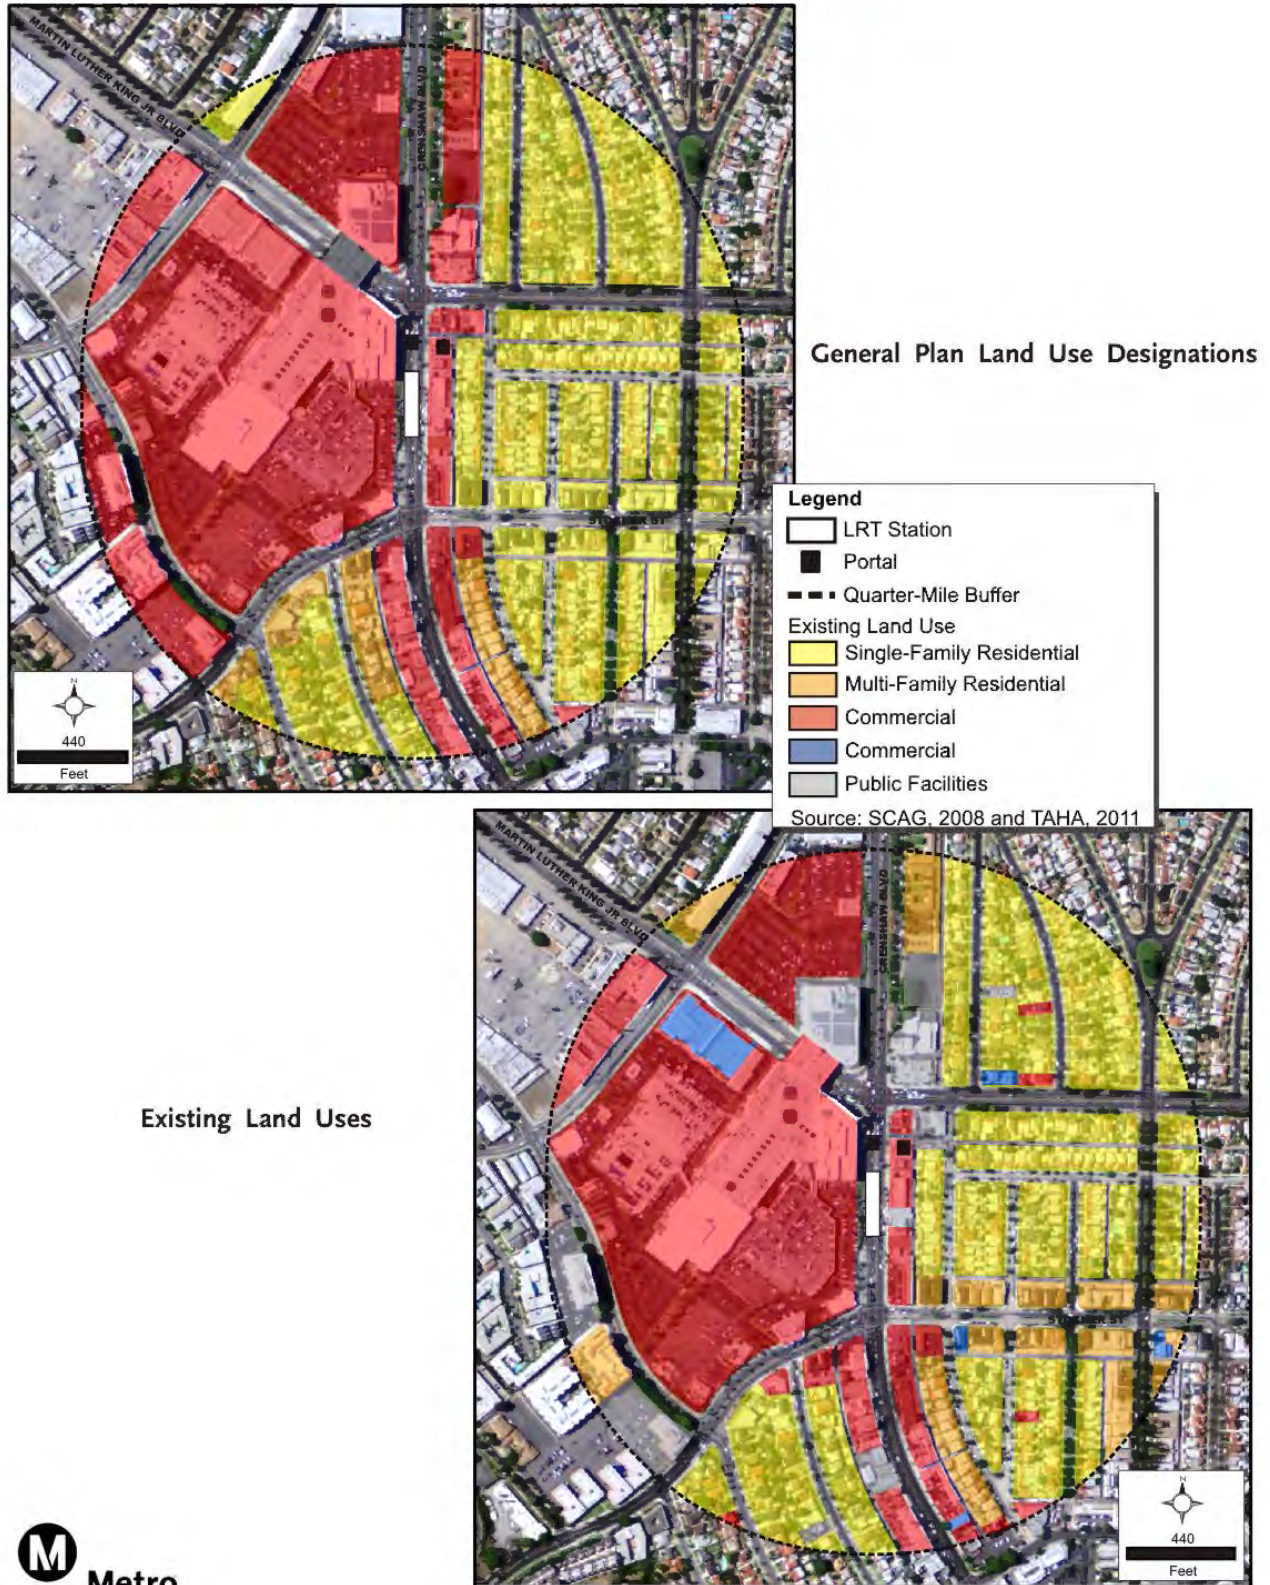 MARTIN LUTHER KING JR BLVD
CRENSHAW BLVD
General Plan Land Use Designations
Legend
LRT Station
Portal
Quarter-Mile Buffer
Existing Land Use
Single-Family Residential
Multi-Family Residential
Commercial
Commercial
Public Facilities
Source: SCAG, 2008 and TAHA, 2011
N
440
Feet
MARTIN LUTHER KING JR BLVD
CRENSHAW BLVD
Existing Land Uses
N
440
Feet
M
Metro